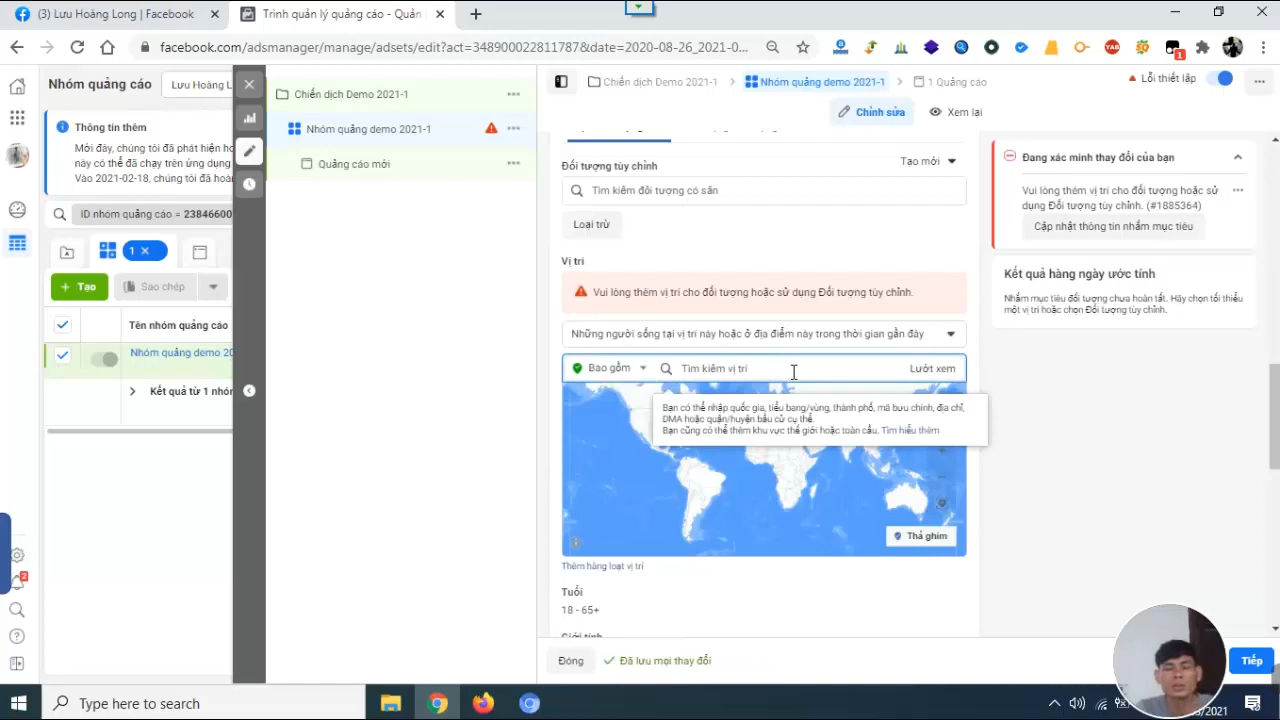 (3) Lưu Hoàng Long | Facebook
Trình quản lý quảng cáo - Quản
facebook.com/adsmanager/manage/adsets/edit?act=348900022811787&date=2020-08-26_2021-0...
Nhóm quảng cáo
Lưu Hoàng L
Thông tin thêm
Mới đây, chúng tôi đã phát hiện ho
này có thể đã chạy trên ứng dụng
Vào 2021-02-18, chúng tôi đã hoàn
ID nhóm quảng cáo = 23846600
1 ×
+ Tạo
Sao chép
Tên nhóm quảng cáo
Nhóm quảng demo 20
Kết quả từ 1 nhón
2
Chiến dịch Demo 2021-1
Nhóm quảng demo 2021-1
Quảng cáo mới
Chiến dịch Demo 2021-1
Nhóm quảng demo 2021-1
1 Quảng cáo
Lỗi thiết lập
Chỉnh sửa
Xem lại
Đối tượng tùy chỉnh
Tạo mới
Tìm kiếm đối tượng có sẵn
Loại trừ
Vị trí
Vui lòng thêm vị trí cho đối tượng hoặc sử dụng Đối tượng tùy chỉnh.
Những người sống tại vị trí này hoặc ở địa điểm này trong thời gian gần đây
Bao gồm
Tìm kiếm vị trí
Lướt xem
Bạn có thể nhập quốc gia, tiểu bang/vùng, thành phố, mã bưu chính, địa chỉ,
DMA hoặc quận/huyện bầu cử cụ thể.
Bạn cũng có thể thêm khu vực thế giới hoặc toàn cầu. Tìm hiểu thêm
Thả ghim
Thêm hàng loạt vị trí
Tuổi
18 - 65+
Giới tính
Đóng
Đã lưu mọi thay đổi
Đang xác minh thay đổi của bạn
Vui lòng thêm vị trí cho đối tượng hoặc sử
dụng Đối tượng tùy chỉnh. (#1885364)
Cập nhật thông tin nhắm mục tiêu
Kết quả hàng ngày ước tính
Nhắm mục tiêu đối tượng chưa hoàn tất. Hãy chọn tối thiểu
một vị trí hoặc chọn Đối tượng tùy chỉnh.
Tiếp
Type here to search
/2021